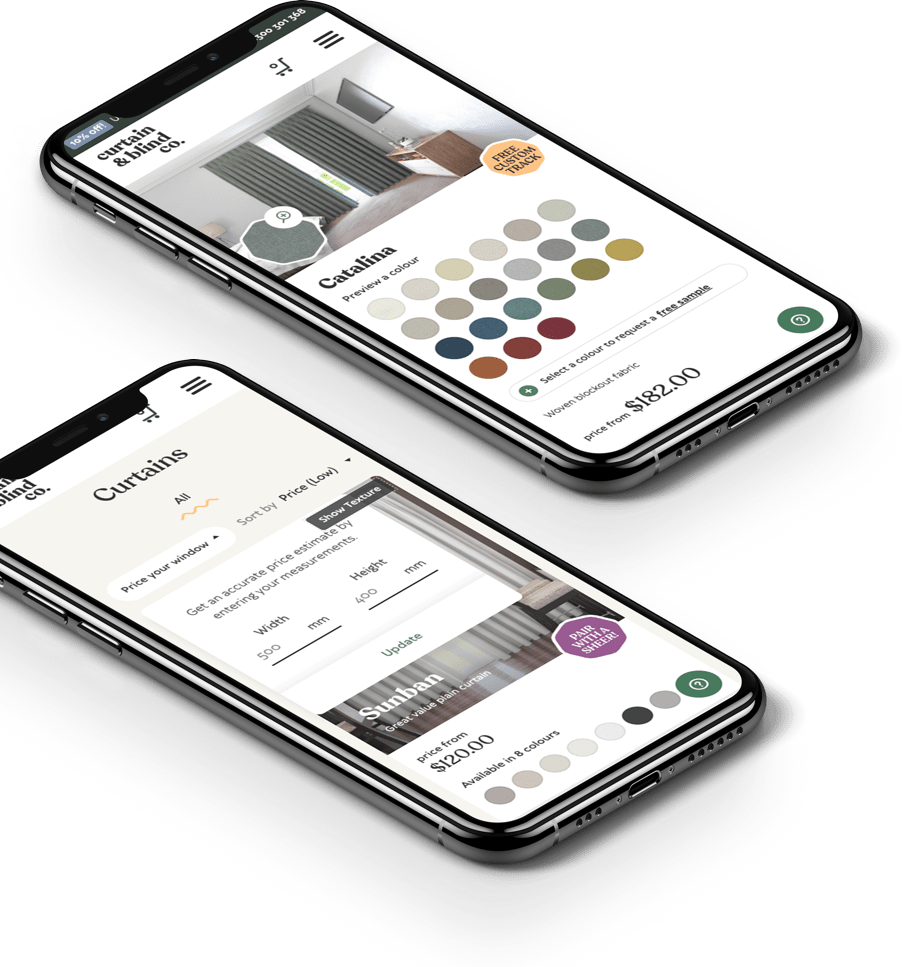 300 301 368
10% off!
curtain
& blind
co.
FREE
CUSTOM
TRACK
Catalina
Preview a colour
Select a colour to request a free sample
Woven blockout fabric
price from $182.00
blind
co.
Curtains
All
Sort by Price (Low)
Show Texture
Price your window
Get an accurate price estimate by
entering your measurements.
Width
Height
500 mm
400 mm
Update
PAIR
WITH A
SHEER!
Sunban
Great value plain curtain
price from
$120.00
Available in 8 colours